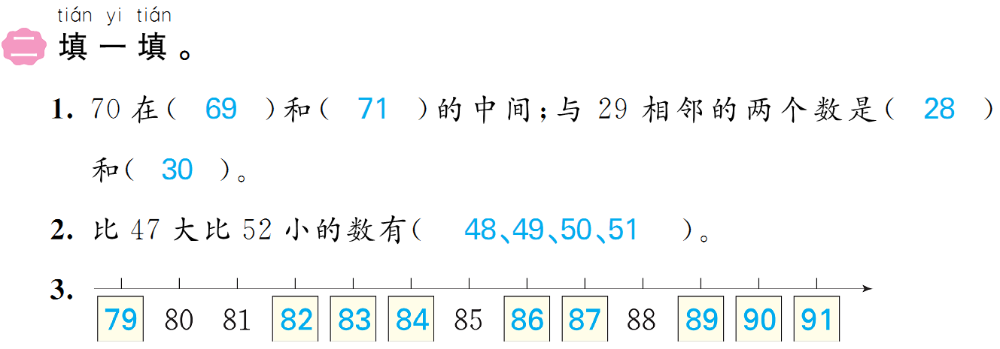 tián yi tián
二 填一填。
1. 70在( 69 )和( 71 )的中间;与 29 相邻的两个数是( 28 )
和( 30 )。
2. 比 47 大比 52 小的数有( 48、49、50、51 )。
3.
79 80 81 82 83 84 85 86 87 88 89 90 91